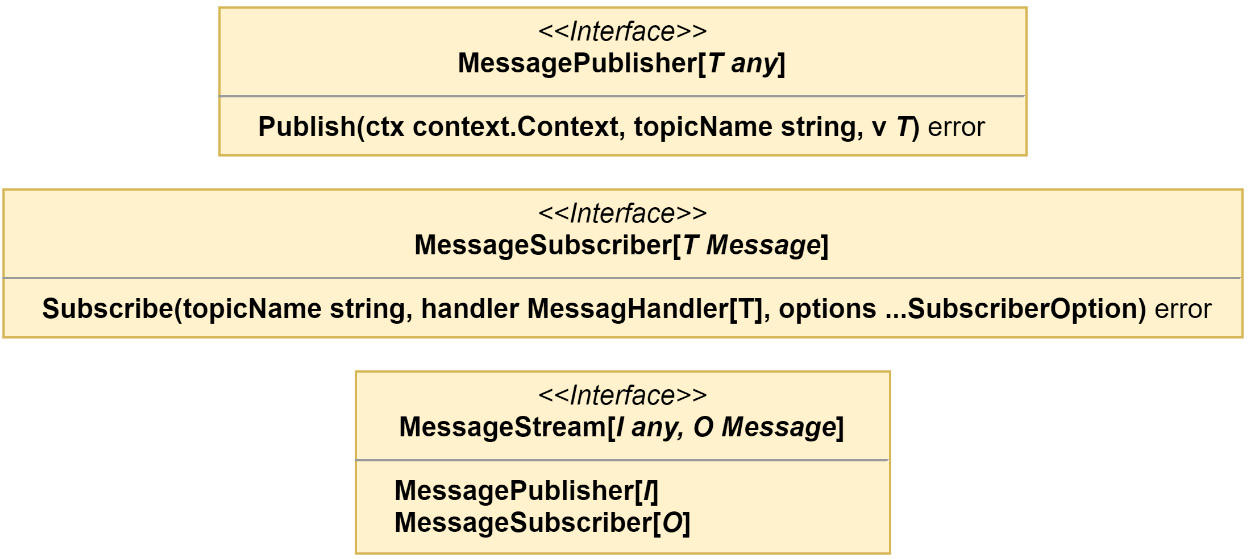 <<Interface>>
MessagePublisher[T any]
Publish(ctx context.Context, topicName string, v T) error
<<Interface>>
MessageSubscriber[T Message]
Subscribe(topicName string, handler MessagHandler[T], options ...SubscriberOption) error
<<Interface>>
MessageStream[I any, O Message]
MessagePublisher[I]
MessageSubscriber[O]